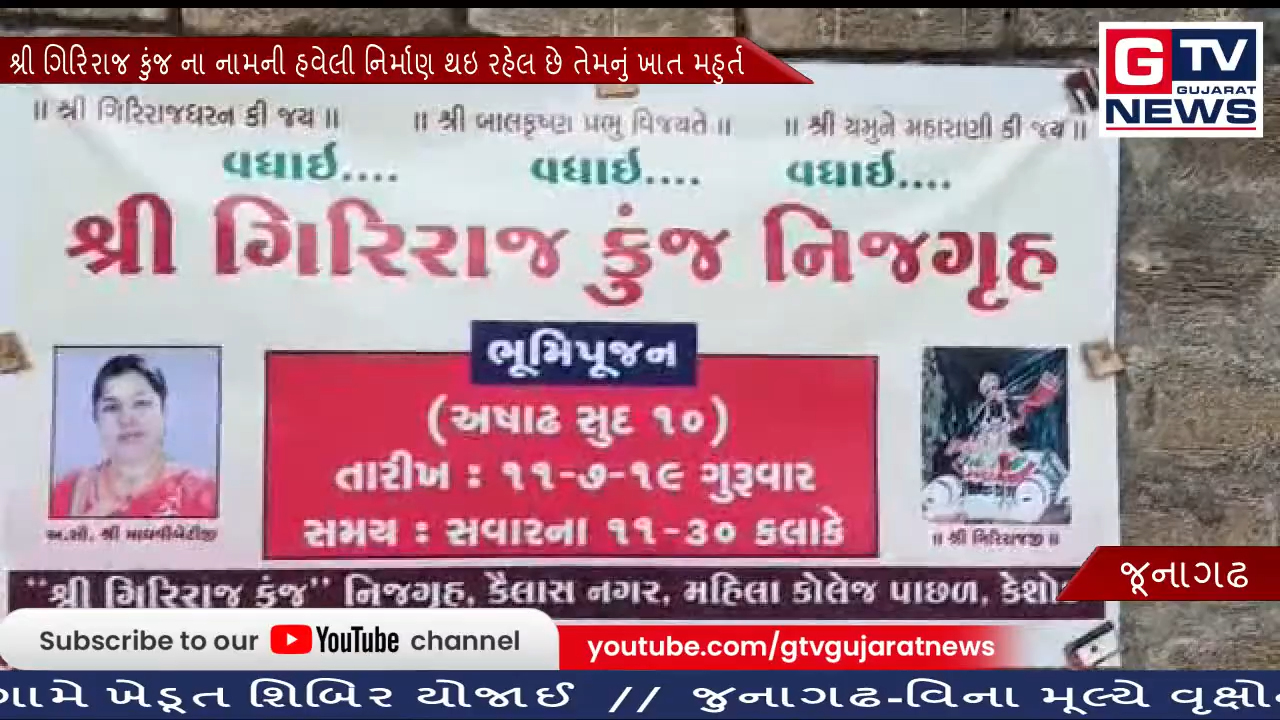 શ્રી ગિરિરાજ કુંજ ના નામની હવેલી નિર્માણ થઇ રહેલ છે તેમનું ખાત મહુર્ત
GTV
GUJARAT
NEWS
॥ શ્રી ગિરિરાજધરન કી જય ॥ ॥ શ્રી બાલકૃષ્ણ પ્રભુ વિજયતે ॥ ॥ શ્રી યમુને મહારાણી કી જય ॥
વધાઇ.... વધાઇ.... વધાઇ....
શ્રી ગિરિરાજ કુંજ નિજગૃહ
ભૂમિપૂજન
(અષાઢ સુદ ૧૦)
તારીખ : ૧૧-૭-૧૯ ગુરૂવાર
સમય : સવારના ૧૧-૩૦ કલાકે
અ.સૌ. શ્રી માધવીબેટીજી
॥ શ્રી ગિરિરાજજી ॥
"શ્રી ગિરિરાજ કુંજ" નિજગૃહ, કૈલાસ નગર, મહિલા કોલેજ પાછળ,
જૂનાગઢ
Subscribe to our YouTube channel
youtube.com/gtvgujaratnews
ગામે ખેડૂત શિબિર યોજાઈ // જુનાગઢ-વિના મૂલ્યે